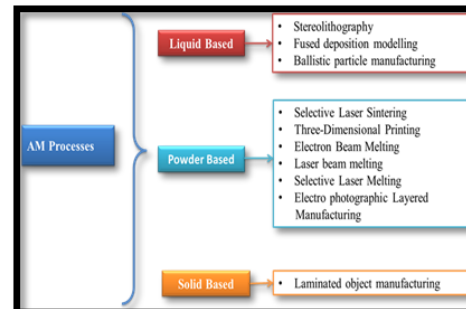 AM Processes
Liquid Based
• Stereolithography
• Fused deposition modelling
• Ballistic particle manufacturing
Powder Based
• Selective Laser Sintering
• Three-Dimensional Printing
• Electron Beam Melting
• Laser beam melting
• Selective Laser Melting
• Electro photographic Layered
Manufacturing
Solid Based
• Laminated object manufacturing